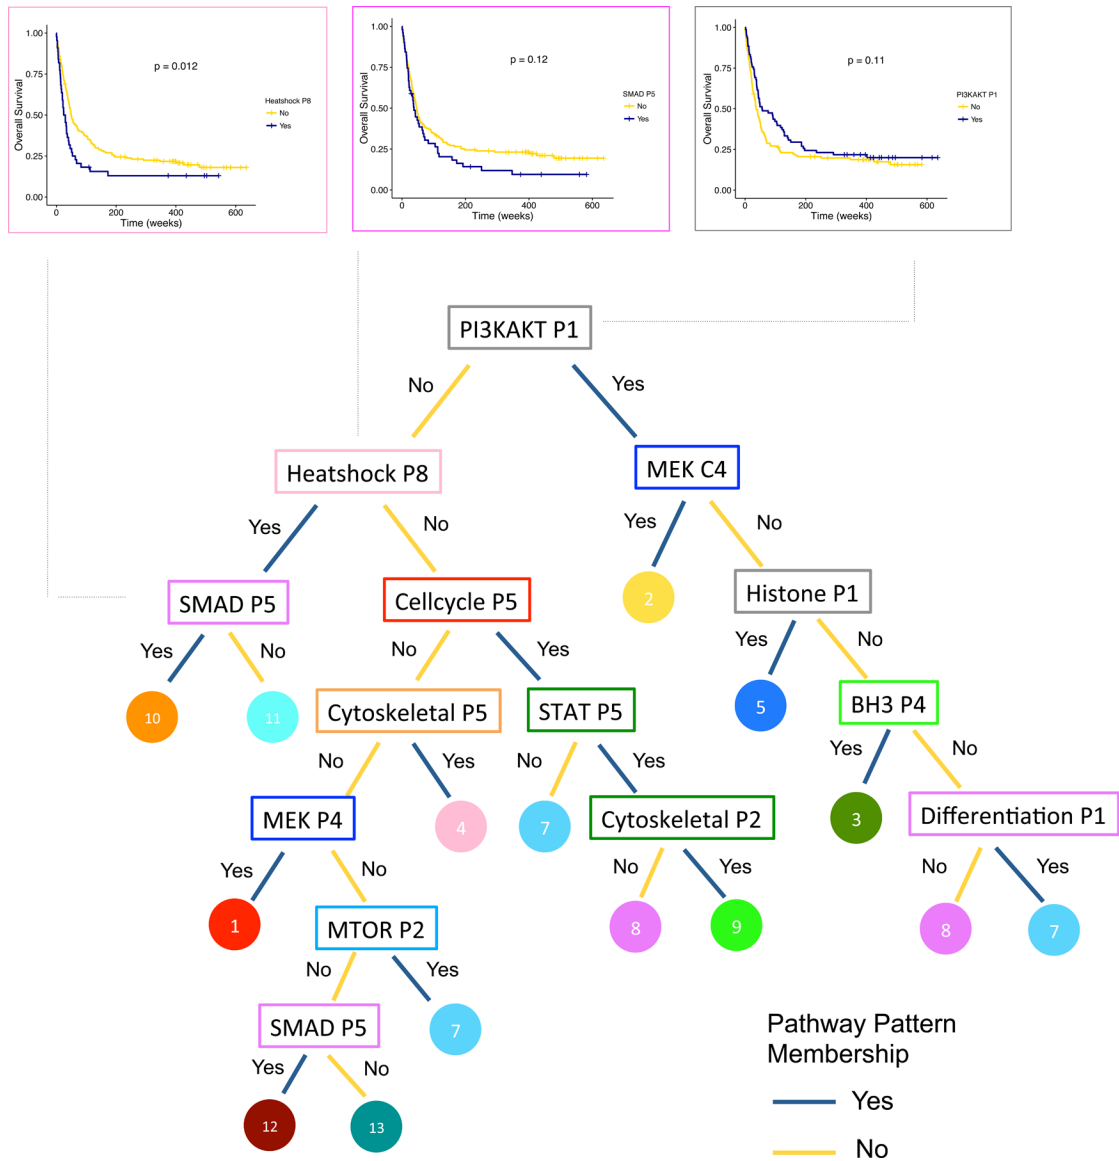 p = 0.012
Heatshock P8
No
Yes
Overall Survival
1.00
0.75
0.50
0.25
0.00
0
200
400
600
Time (weeks)
p = 0.12
SMAD P5
No
Yes
Overall Survival
1.00
0.75
0.50
0.25
0.00
0
200
400
600
Time (weeks)
p = 0.11
PI3KAKT P1
No
Yes
Overall Survival
1.00
0.75
0.50
0.25
0.00
0
200
400
600
Time (weeks)
PI3KAKT P1
No
Yes
Heatshock P8
MEK C4
Yes
No
Yes
No
SMAD P5
Cellcycle P5
2
Histone P1
Yes
No
No
Yes
Yes
No
10
11
Cytoskeletal P5
STAT P5
5
BH3 P4
No
Yes
No
Yes
Yes
No
MEK P4
4
7
Cytoskeletal P2
3
Differentiation P1
Yes
No
No
Yes
No
Yes
1
MTOR P2
8
9
8
7
No
Yes
SMAD P5
7
Yes
No
12
13
Pathway Pattern
Membership
Yes
No